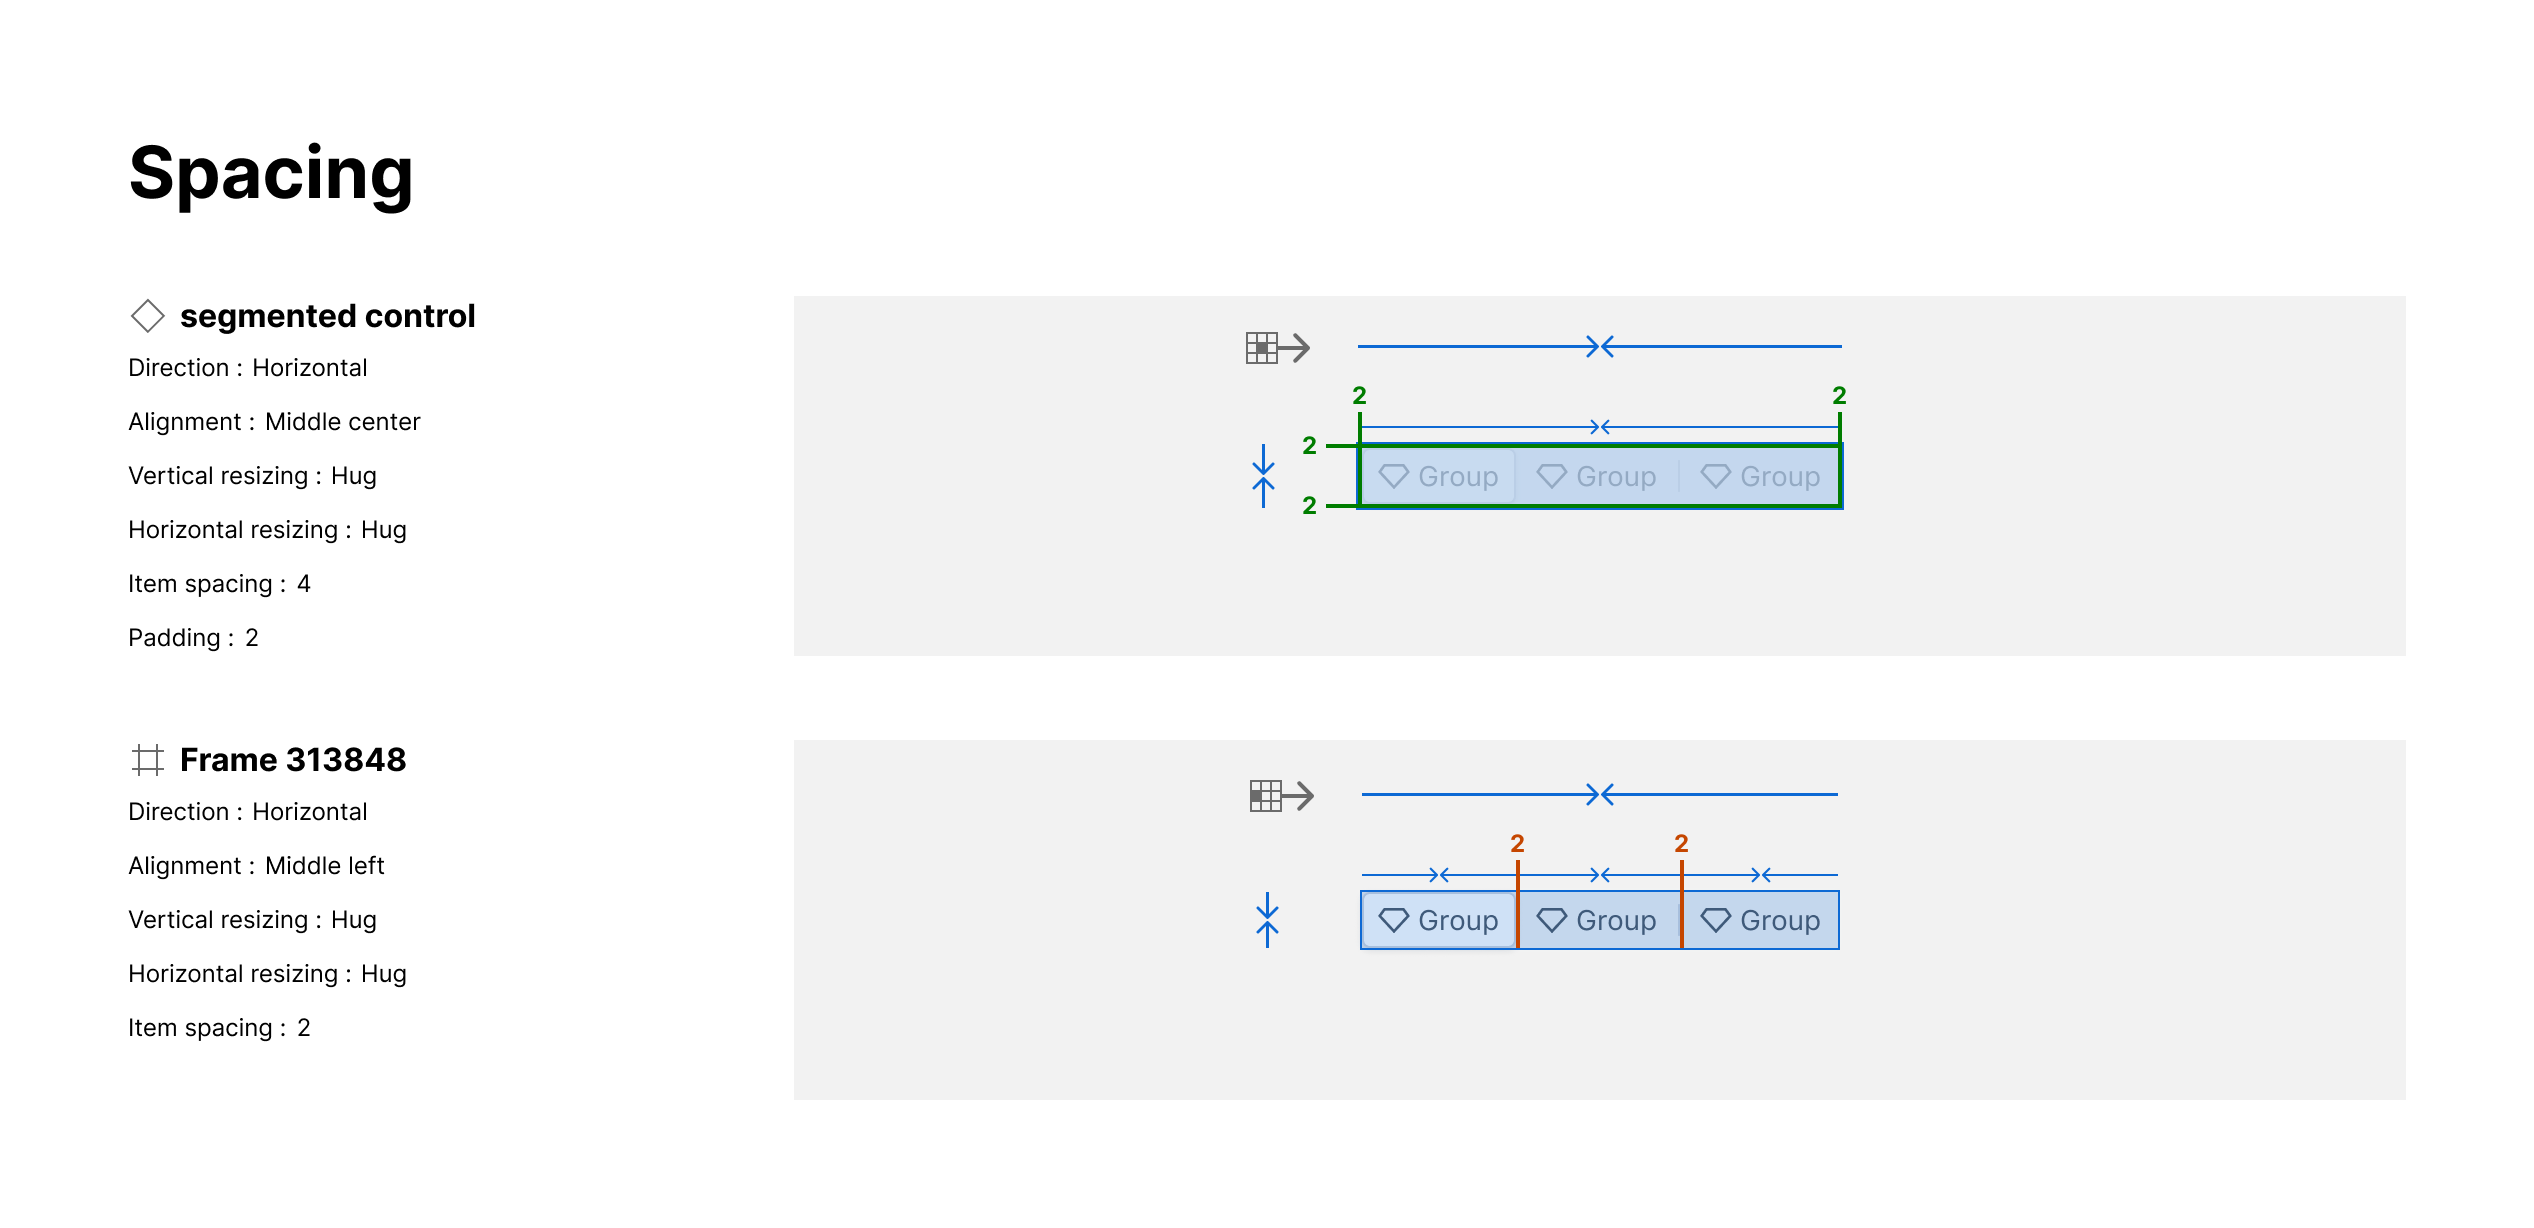 Spacing
segmented control
Direction : Horizontal
Alignment : Middle center
Vertical resizing : Hug
Horizontal resizing : Hug
Item spacing : 4
Padding : 2
2 2
2
Group Group Group
2
Frame 313848
Direction : Horizontal
Alignment : Middle left
Vertical resizing : Hug
Horizontal resizing : Hug
Item spacing : 2
2 2
Group Group Group